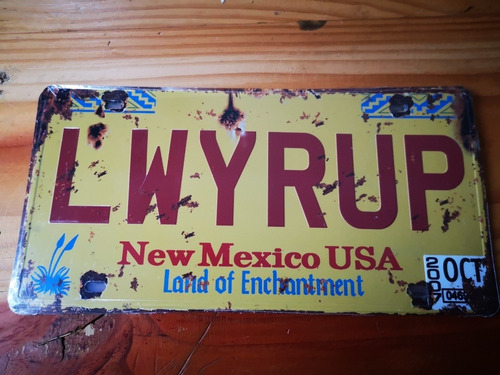 LWYRUP
New Mexico USA
Land of Enchantment
2007
OCT